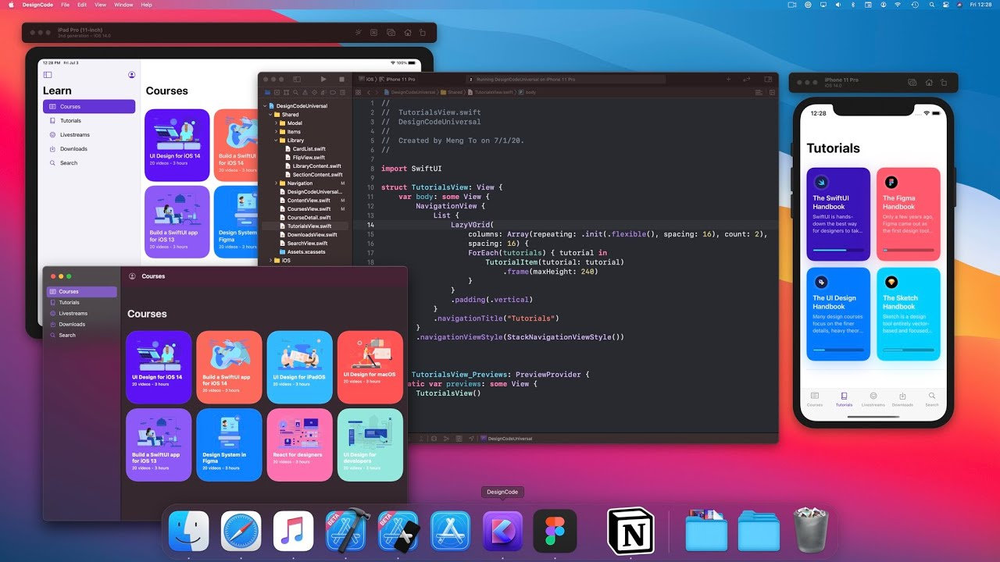 DesignCode File Edit View Window Help
Fri 12:28
iPad Pro (11-inch)
2nd generation – iOS 14.0
12:28 PM Fri Jul 3
100%
Learn
Courses
Tutorials
Livestreams
Downloads
Search
Courses
UI Design for iOS 14
20 videos - 3 hours
Build a SwiftUI
for iOS 14
20 videos - 3 hours
Build a SwiftUI app
for iOS 13
20 videos - 3 hours
Design System in
Figma
20 videos - 3 hours
iOS
iPhone 11 Pro
2
Running DesignCodeUniversal on iPhone 11 Pro
DesignCodeUniversal
Shared
TutorialsView.swift
body
DesignCodeUniversal
Shared
Model
Items
Library
CardList.swift
FlipView.swift
LibraryContent.swift
SectionContent.swift
Navigation M
DesignCodeUniversal...
ContentView.swift M
CoursesView.swift M
CourseDetail.swift
TutorialsView.swift
DownloadsView.swift
SearchView.swift
Assets.xcassets
iOS
1 //
2 // TutorialsView.swift
3 // DesignCodeUniversal
4 //
5 // Created by Meng To on 7/1/20.
6 //
7
8 import SwiftUI
9
10 struct TutorialsView: View {
11 var body: some View {
12 NavigationView {
13 List {
14 LazyVGrid(
15 columns: Array(repeating: .init(.flexible(), spacing: 16), count: 2),
16 spacing: 16) {
17 ForEach(tutorials) { tutorial in
18 TutorialItem(tutorial: tutorial)
.frame(maxHeight: 240)
}
}
.padding(.vertical)
}
.navigationTitle("Tutorials")
}
.navigationViewStyle(StackNavigationViewStyle())
TutorialsView_Previews: PreviewProvider {
atic var previews: some View {
TutorialsView()
DesignCodeUniversal
Courses
Courses
Tutorials
Livestreams
Downloads
Search
Courses
UI Design for iOS 14
20 videos - 3 hours
Build a SwiftUI app
for iOS 14
20 videos - 3 hours
UI Design for iPadOS
20 videos - 3 hours
UI Design for macOS
20 videos - 3 hours
Build a SwiftUI app
for iOS 13
20 videos - 3 hours
Design System in
Figma
20 videos - 3 hours
React for designers
20 videos - 3 hours
UI Design for
developers
20 videos - 3 hours
iPhone 11 Pro
iOS 14.0
12:28
Tutorials
The SwiftUI
Handbook
SwiftUI is hands-
down the best way
for designers to tak...
The Figma
Handbook
Only a few years ago,
Figma came out as
the first design tool...
The UI Design
Handbook
Many design courses
focus on the finer
details, heavy theor...
The Sketch
Handbook
Sketch is a design
tool entirely vector-
based and focused...
Courses Tutorials Livestreams Downloads Search
DesignCode
BETA
BETA
N